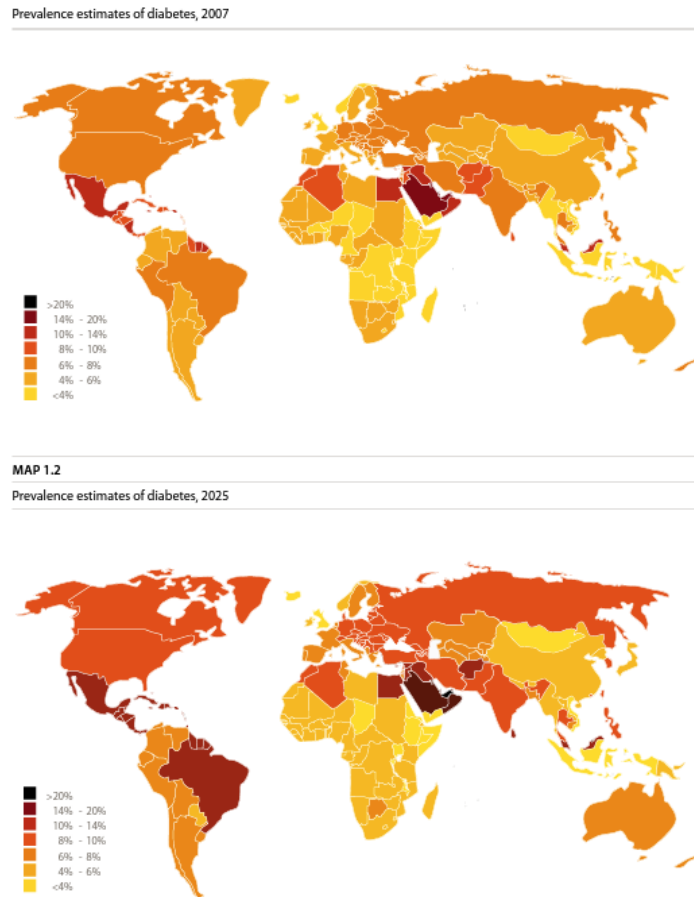 Prevalence estimates of diabetes, 2007
>20%
14% - 20%
10% - 14%
8% - 10%
6% - 8%
4% - 6%
<4%
MAP 1.2
Prevalence estimates of diabetes, 2025
>20%
14% - 20%
10% - 14%
8% - 10%
6% - 8%
4% - 6%
<4%